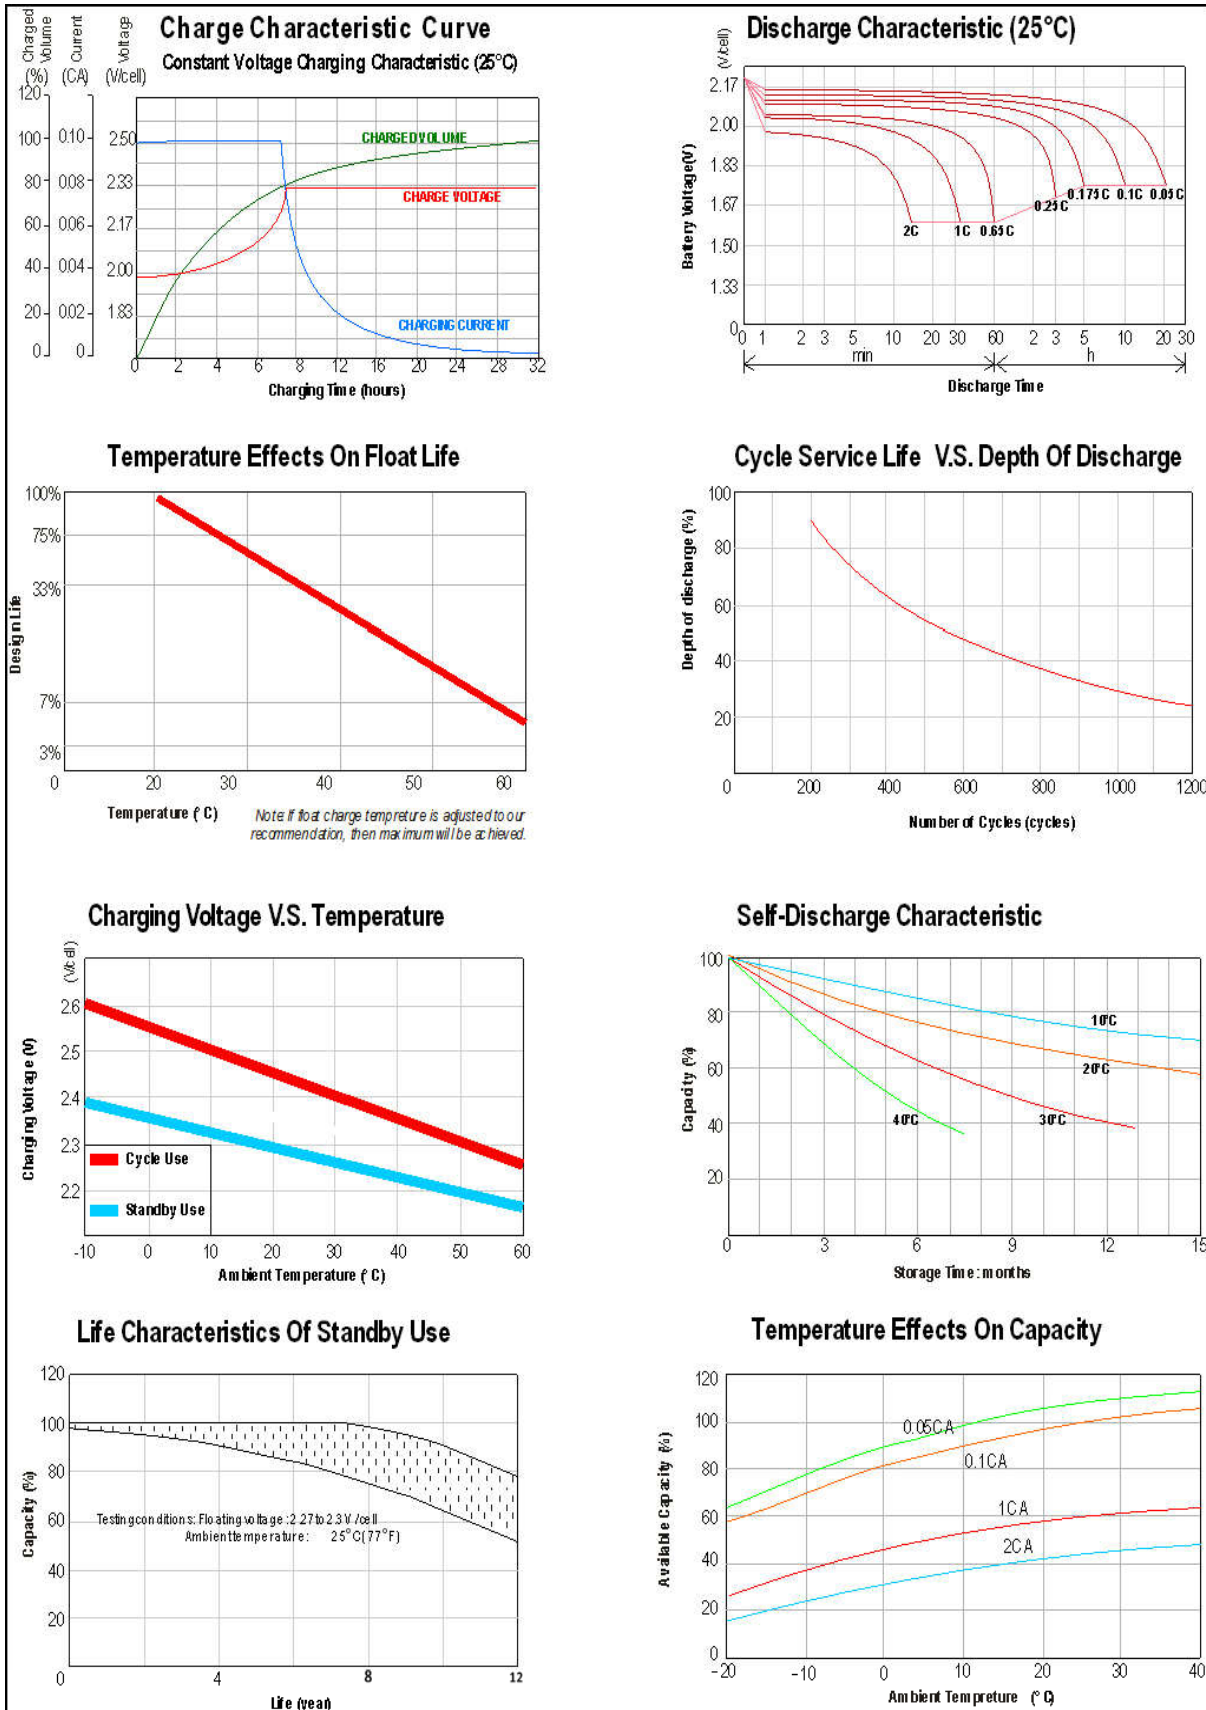 Charge Characteristic Curve
Constant Voltage Charging Characteristic (25°C)
Charged Volume
(%)
Current
(CA)
Voltage
(V/cell)
120
100
80
60
40
20
0
0.10
0.08
0.06
0.04
0.02
0
2.50
2.33
2.17
2.00
1.83
CHARGED VOLUME
CHARGE VOLTAGE
CHARGING CURRENT
0 2 4 6 8 12 16 20 24 28 32
Charging Time (hours)
Discharge Characteristic (25°C)
(V/cell)
Battery Voltage(V)
2.17
2.00
1.83
1.67
1.50
1.33
0
2C 1C 0.65C 0.25C 0.175C 0.1C 0.05C
0 1 2 3 5 10 20 30 60 2 3 5 10 20 30
min h
Discharge Time
Temperature Effects On Float Life
Design Life
100%
75%
33%
7%
3%
0 20 30 40 50 60
Temperature (°C)
Note: If float charge tempreture is adjusted to our
recommendation, then maximum will be achieved.
Cycle Service Life V.S. Depth Of Discharge
Depth of discharge (%)
100
80
60
40
20
0 200 400 600 800 1000 1200
Number of Cycles (cycles)
Charging Voltage V.S. Temperature
(V/cell)
Charging Voltage (V)
2.6
2.5
2.4
2.3
2.2
Cycle Use
Standby Use
-10 0 10 20 30 40 50 60
Ambient Temperature (°C)
Self-Discharge Characteristic
Capacity (%)
100
80
60
40
20
10°C
20°C
30°C
40°C
0 3 6 9 12 15
Storage Time: months
Life Characteristics Of Standby Use
Capacity (%)
120
100
80
60
40
20
Testing conditions: Floating voltage :2.27 to 2.3V /cell
Ambient temperature : 25°C(77°F)
0 4 8 12
Life (year)
Temperature Effects On Capacity
Available Capacity (%)
120
100
80
60
40
20
0
0.05CA
0.1CA
1CA
2CA
-20 -10 0 10 20 30 40
Ambient Tempreture (°C)